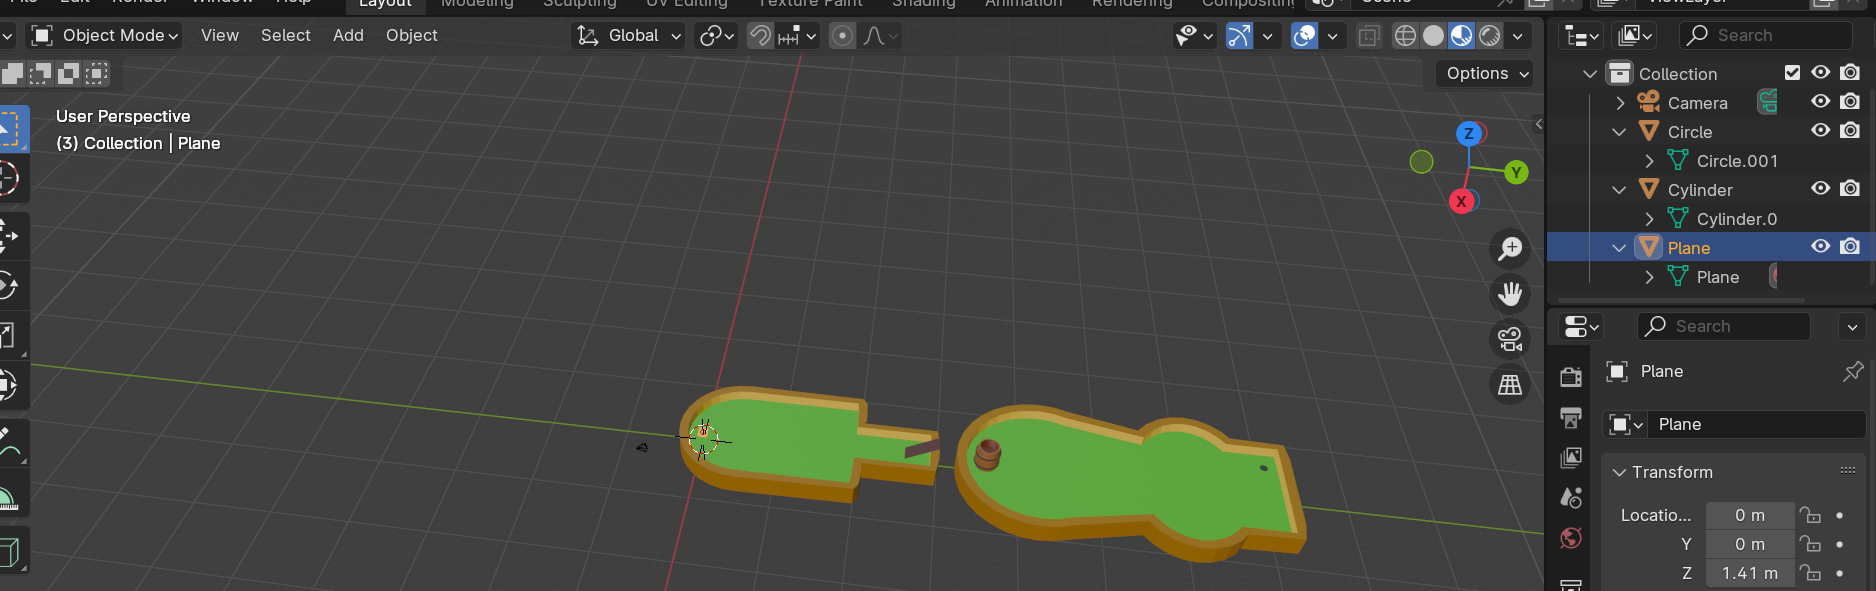 File Edit Render Window Help Layout Modeling Sculpting UV Editing Texture Paint Shading Animation Rendering Compositing Scene ViewLayer
Object Mode View Select Add Object Global Search
Options
User Perspective
(3) Collection | Plane
Z
Y
X
Collection
Camera
Circle
Circle.001
Cylinder
Cylinder.0
Plane
Plane
Search
Plane
Plane
Transform
Locatio... 0 m
Y 0 m
Z 1.41 m